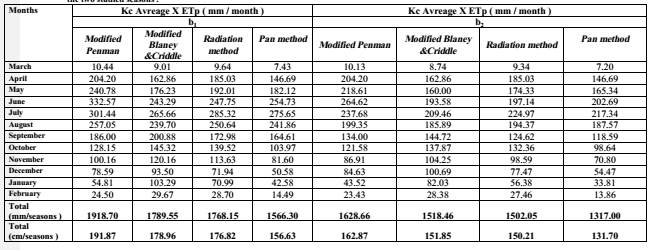 the two studied seasons .
Months Kc Avreage X ETp ( mm / month ) Kc Avreage X ETp ( mm / month )
b1 b2
Modified Penman Modified Blaney &Criddle Radiation method Pan method Modified Penman Modified Blaney &Criddle Radiation method Pan method
March 10.44 9.01 9.64 7.43 10.13 8.74 9.34 7.20
April 204.20 162.86 185.03 146.69 204.20 162.86 185.03 146.69
May 240.78 176.23 192.01 182.12 218.61 160.00 174.33 165.34
June 332.57 243.29 247.75 254.73 264.62 193.58 197.14 202.69
July 301.44 265.66 285.32 275.65 237.68 209.46 224.97 217.34
August 257.05 239.70 250.64 241.86 199.35 185.89 194.37 187.57
September 186.00 200.88 172.98 164.61 134.00 144.72 124.62 118.59
October 128.15 145.32 139.52 103.97 121.58 137.87 132.36 98.64
November 100.16 120.16 113.63 81.60 86.91 104.25 98.59 70.80
December 78.59 93.50 71.94 50.58 84.63 100.69 77.47 54.47
January 54.81 103.27 70.99 42.58 43.52 82.03 56.38 33.81
February 24.50 29.67 28.70 14.49 23.43 28.38 27.46 13.86
Total (mm/seasons ) 1918.70 1789.55 1768.15 1566.30 1628.66 1518.46 1502.05 1317.00
Total (cm/seasons ) 191.87 178.96 176.82 156.63 162.87 151.85 150.21 131.70